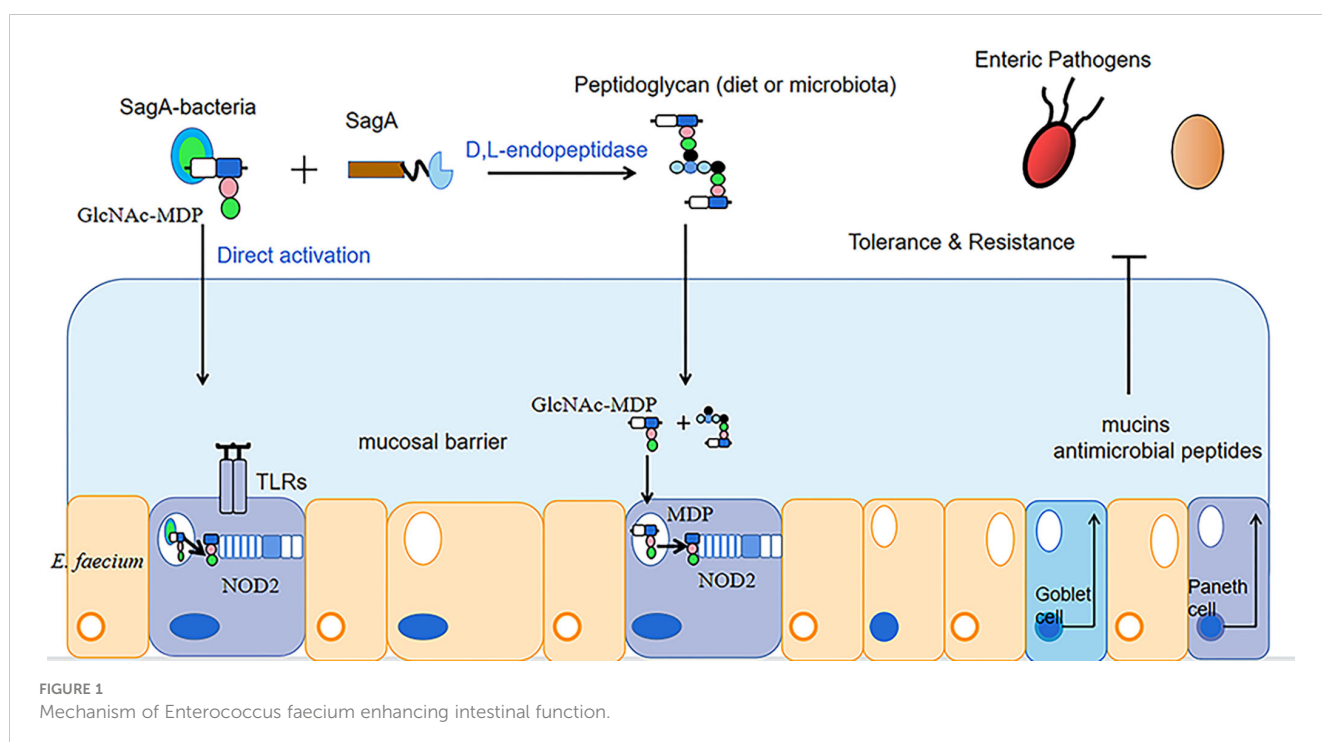 Enteric Pathogens
Peptidoglycan (diet or microbiota)
SagA-bacteria
SagA
D,L-endopeptidase
GlcNAc-MDP
Direct activation
Tolerance & Resistance
GlcNAc-MDP
mucosal barrier
mucins
antimicrobial peptides
TLRs
MDP
E. faecium
NOD2
NOD2
Goblet
cell
Paneth
cell
FIGURE 1
Mechanism of Enterococcus faecium enhancing intestinal function.